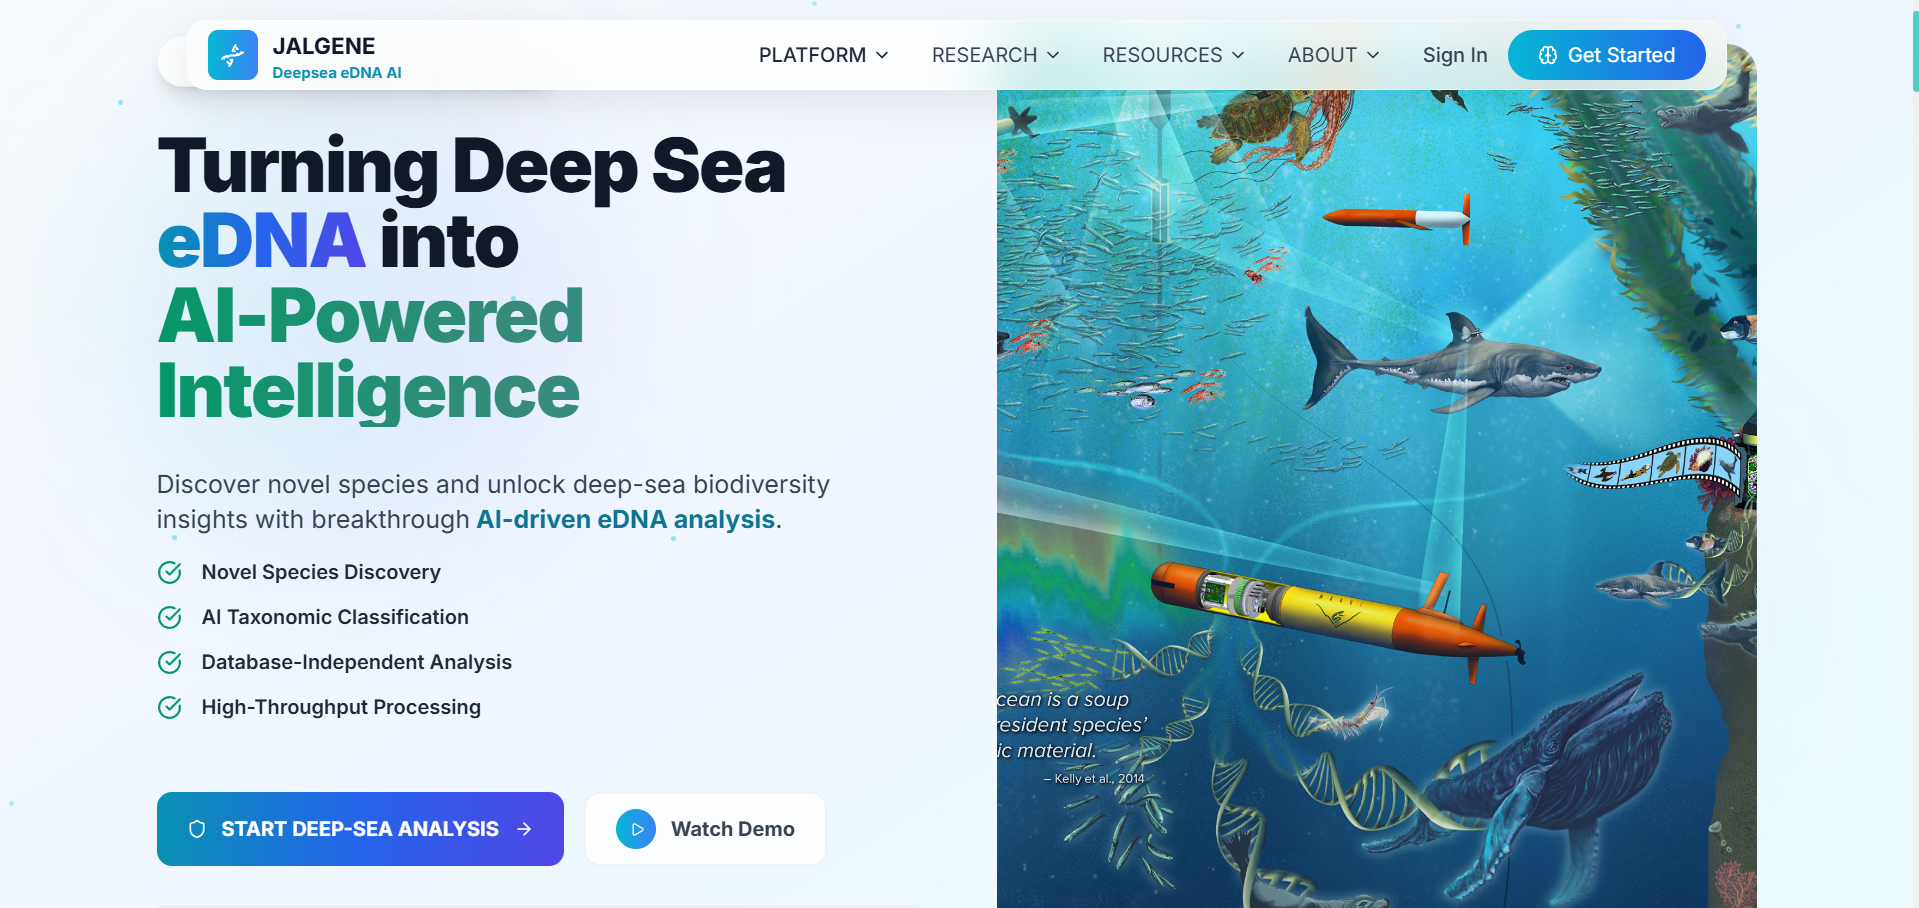 JALGENE
Deepsea eDNA AI
PLATFORM
RESEARCH
RESOURCES
ABOUT
Sign In
Get Started
Turning Deep Sea
eDNA into
AI-Powered
Intelligence
Discover novel species and unlock deep-sea biodiversity
insights with breakthrough AI-driven eDNA analysis.
Novel Species Discovery
AI Taxonomic Classification
Database-Independent Analysis
High-Throughput Processing
START DEEP-SEA ANALYSIS
Watch Demo
MBARI
cean is a soup
resident species’
ic material.
– Kelly et al., 2014